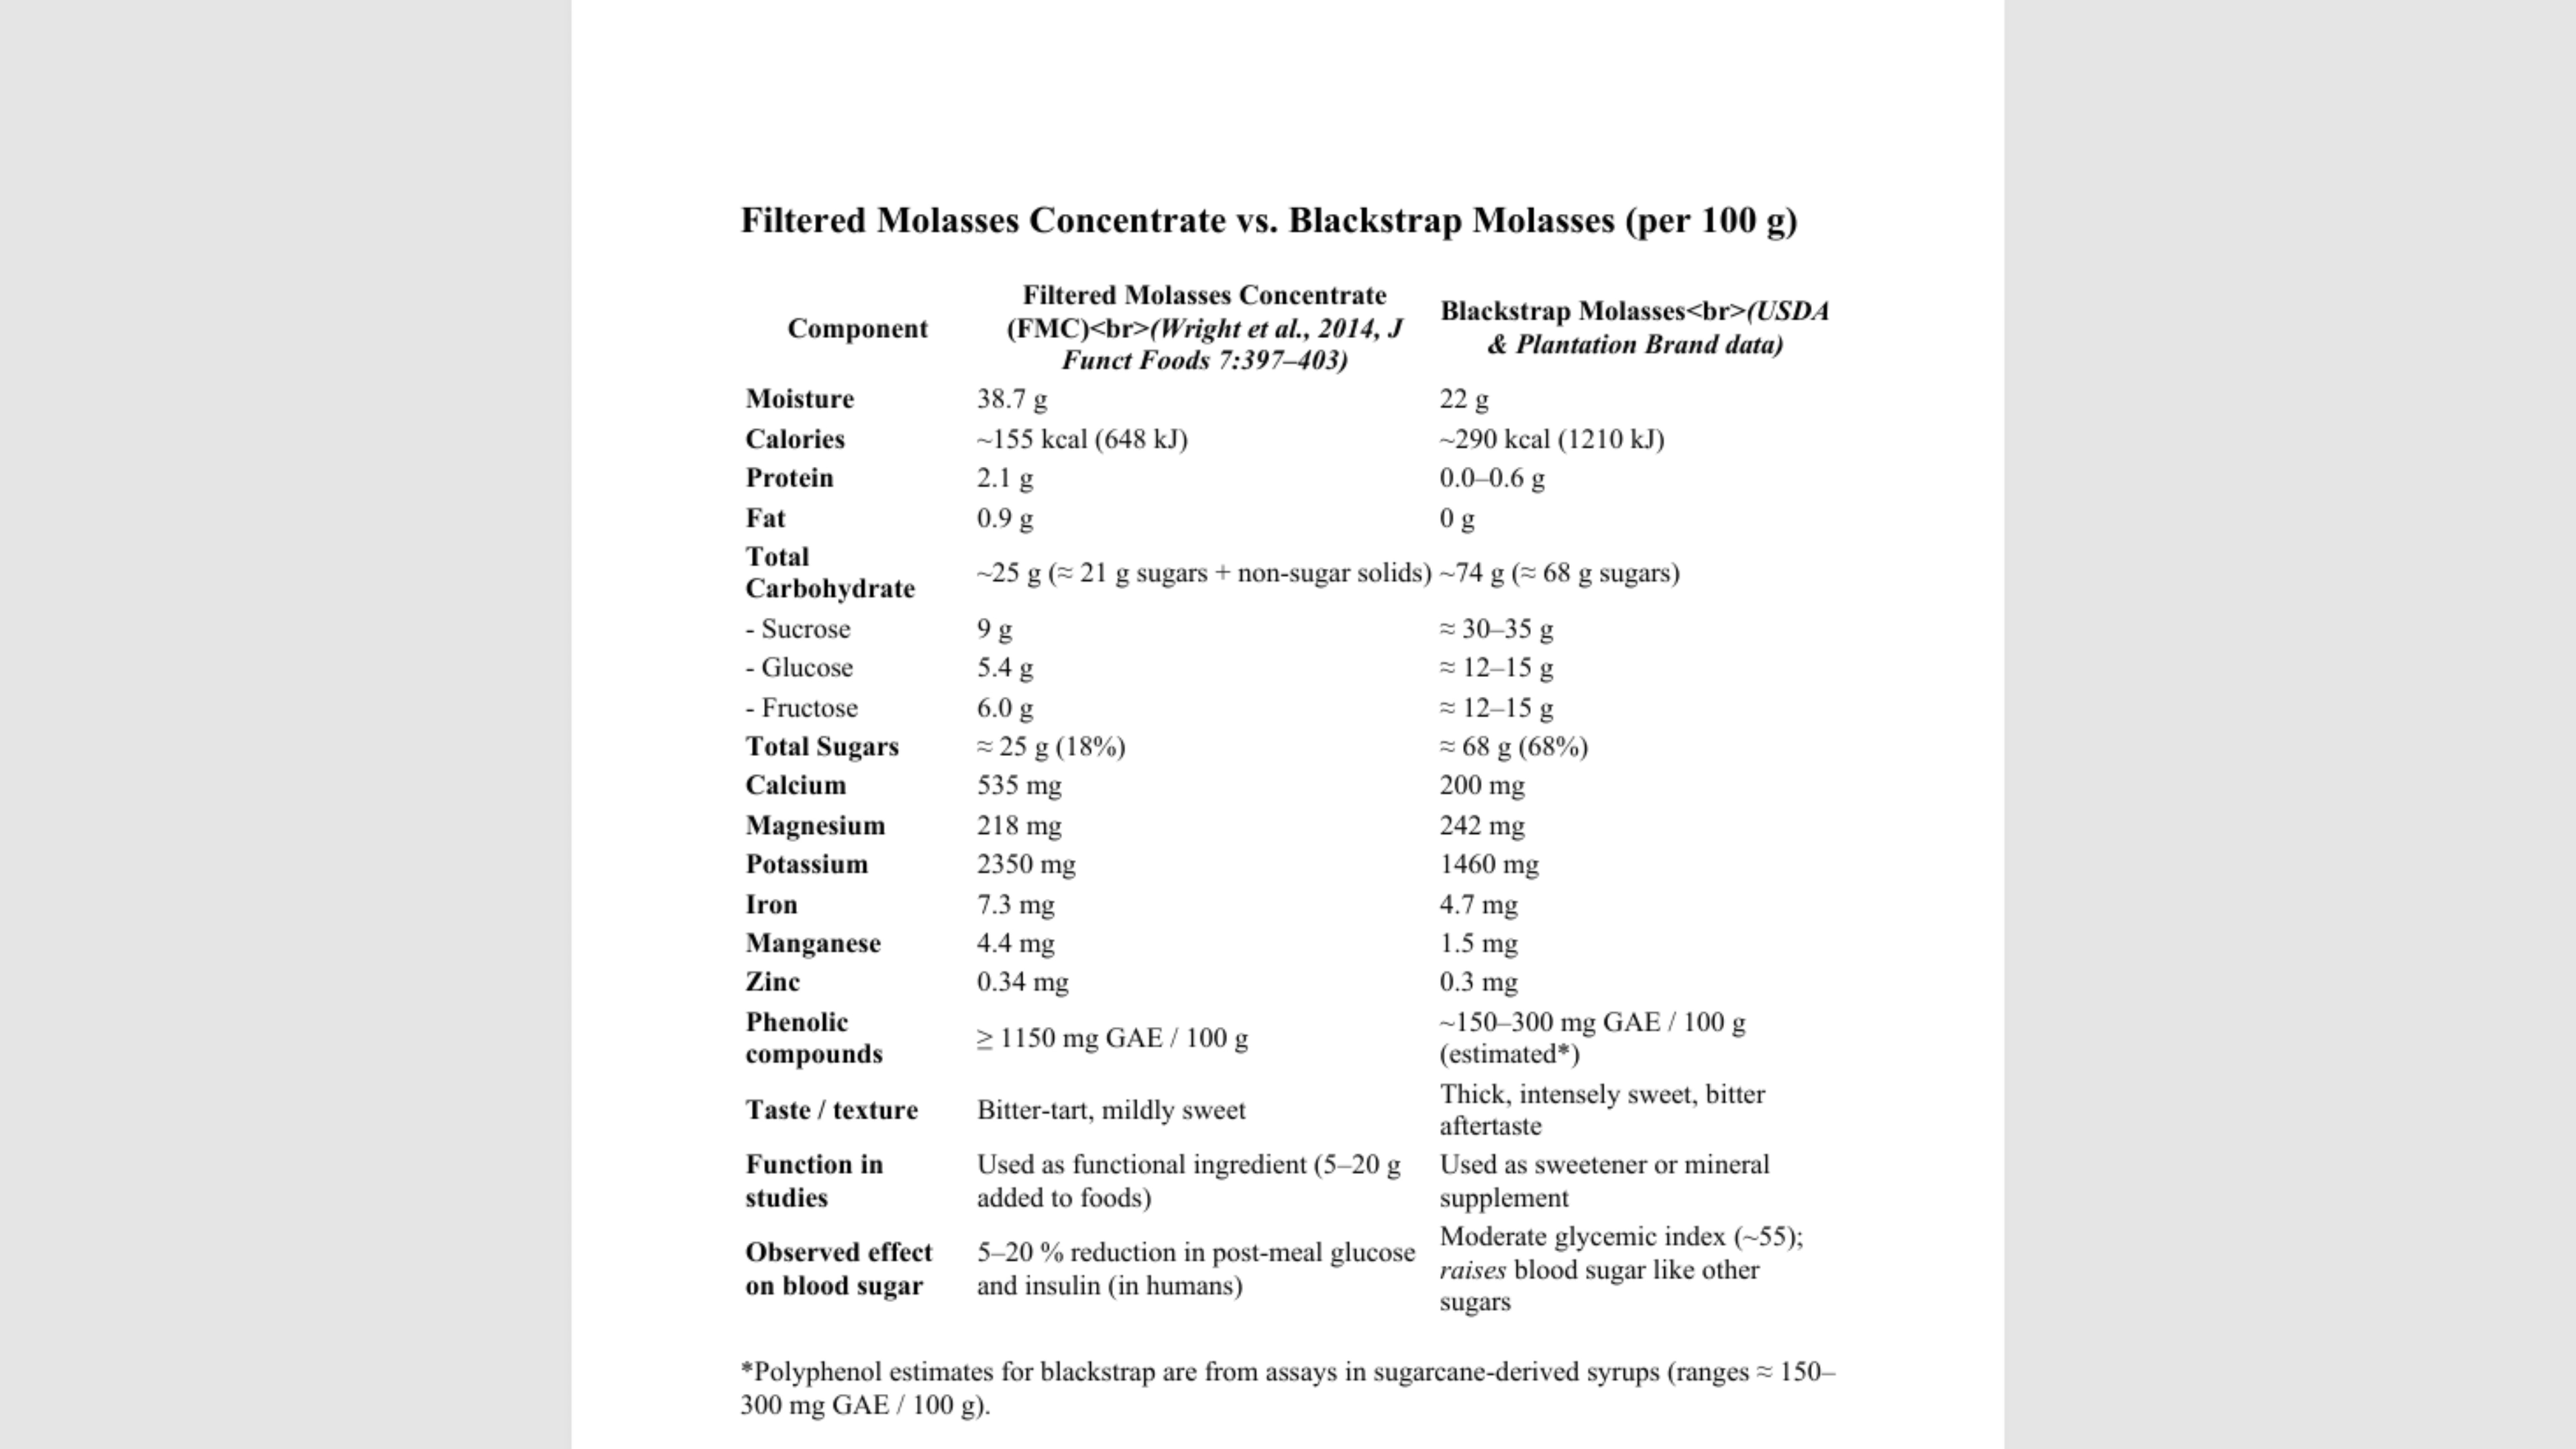 Filtered Molasses Concentrate vs. Blackstrap Molasses (per 100 g)
Component
Filtered Molasses Concentrate
(FMC)<br>(Wright et al., 2014, J
Funct Foods 7:397–403)
Blackstrap Molasses<br>(USDA
& Plantation Brand data)
Moisture 38.7 g 22 g
Calories ~155 kcal (648 kJ) ~290 kcal (1210 kJ)
Protein 2.1 g 0.0–0.6 g
Fat 0.9 g 0 g
Total
Carbohydrate
~25 g (≈ 21 g sugars + non-sugar solids) ~74 g (≈ 68 g sugars)
- Sucrose 9 g ≈ 30–35 g
- Glucose 5.4 g ≈ 12–15 g
- Fructose 6.0 g ≈ 12–15 g
Total Sugars ≈ 25 g (18%) ≈ 68 g (68%)
Calcium 535 mg 200 mg
Magnesium 218 mg 242 mg
Potassium 2350 mg 1460 mg
Iron 7.3 mg 4.7 mg
Manganese 4.4 mg 1.5 mg
Zinc 0.34 mg 0.3 mg
Phenolic
compounds
≥ 1150 mg GAE / 100 g
~150–300 mg GAE / 100 g
(estimated*)
Taste / texture
Bitter-tart, mildly sweet
Thick, intensely sweet, bitter
aftertaste
Function in
studies
Used as functional ingredient (5–20 g
added to foods)
Used as sweetener or mineral
supplement
Observed effect
on blood sugar
5–20 % reduction in post-meal glucose
and insulin (in humans)
Moderate glycemic index (~55);
raises blood sugar like other
sugars
*Polyphenol estimates for blackstrap are from assays in sugarcane-derived syrups (ranges ≈ 150–
300 mg GAE / 100 g).